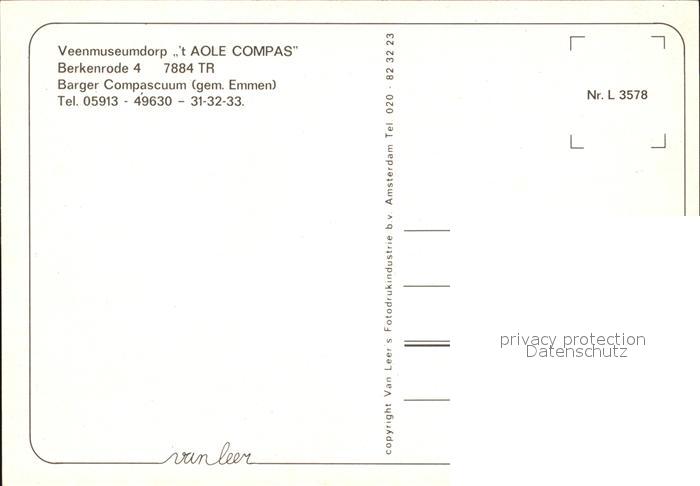 Veenmuseumdorp „'t AOLE COMPAS”
Berkenrode 4 7884 TR
Barger Compascuum (gem. Emmen)
Tel. 05913 - 49630 – 31-32-33.
Nr. L 3578
copyright Van Leer's Fotodrukindustrie b.v. Amsterdam Tel. 020 - 82 32 23
privacy protection
Datenschutz
van leer